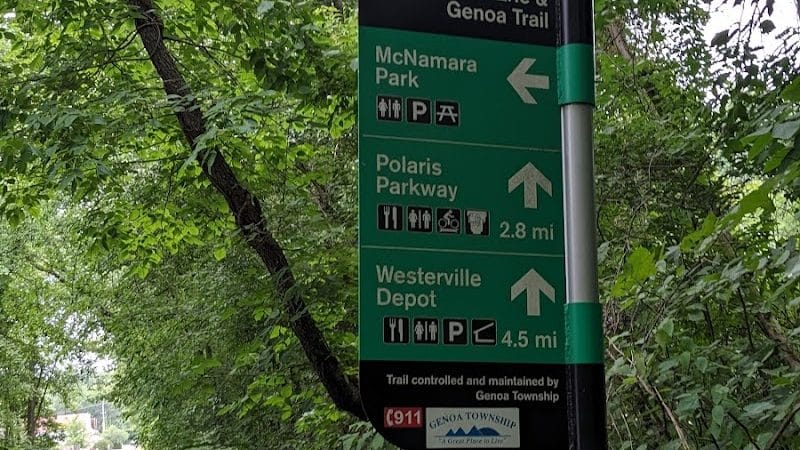 Genoa Trail
McNamara
Park
P
Polaris
Parkway
2.8 mi
Westerville
Depot
P
4.5 mi
Trail controlled and maintained by
Genoa Township
911
GENOA TOWNSHIP
"A Great Place to Live"